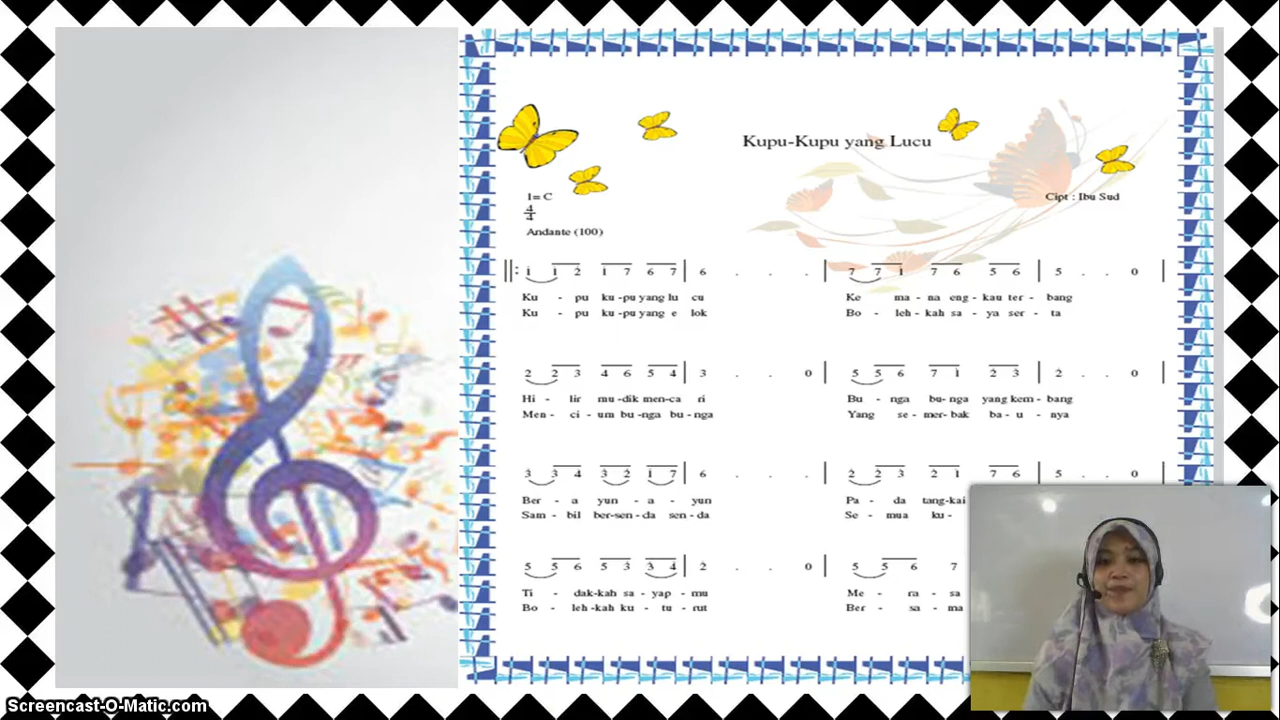 Kupu-Kupu yang Lucu
1= C
4
4
Cipt : Ibu Sud
Andante (100)
1 1 2 1 7 6 7 | 6 . . . | 7 7 1 7 6 5 6 | 5 . . 0 |
Ku - pu ku -pu yang lu cu Ke ma - na eng - kau ter - bang
Ku - pu ku -pu yang e lok Bo - leh - kah sa - ya ser - ta
2 2 3 4 6 5 4 | 3 . . 0 | 5 5 6 7 1 2 3 | 2 . . 0 |
Hi - lir mu -dik men-ca ri Bu - nga bu- nga yang kem - bang
Men - ci - um bu -nga bu - nga Yang se - mer- bak ba - u - nya
3 3 4 3 2 1 7 | 6 . . . | 2 2 3 2 1 7 6 | 5 . . 0 |
Ber - a yun - a - yun Pa - da tang-kai
Sam - bil ber-sen - da sen - da Se - mua ku -
5 5 6 5 3 3 4 | 2 . . 0 | 5 5 6 7
Ti - dak-kah sa - yap - mu Me - ra - sa
Bo - leh -kah ku - tu - rut Ber - sa - ma
Screencast-O-Matic.com